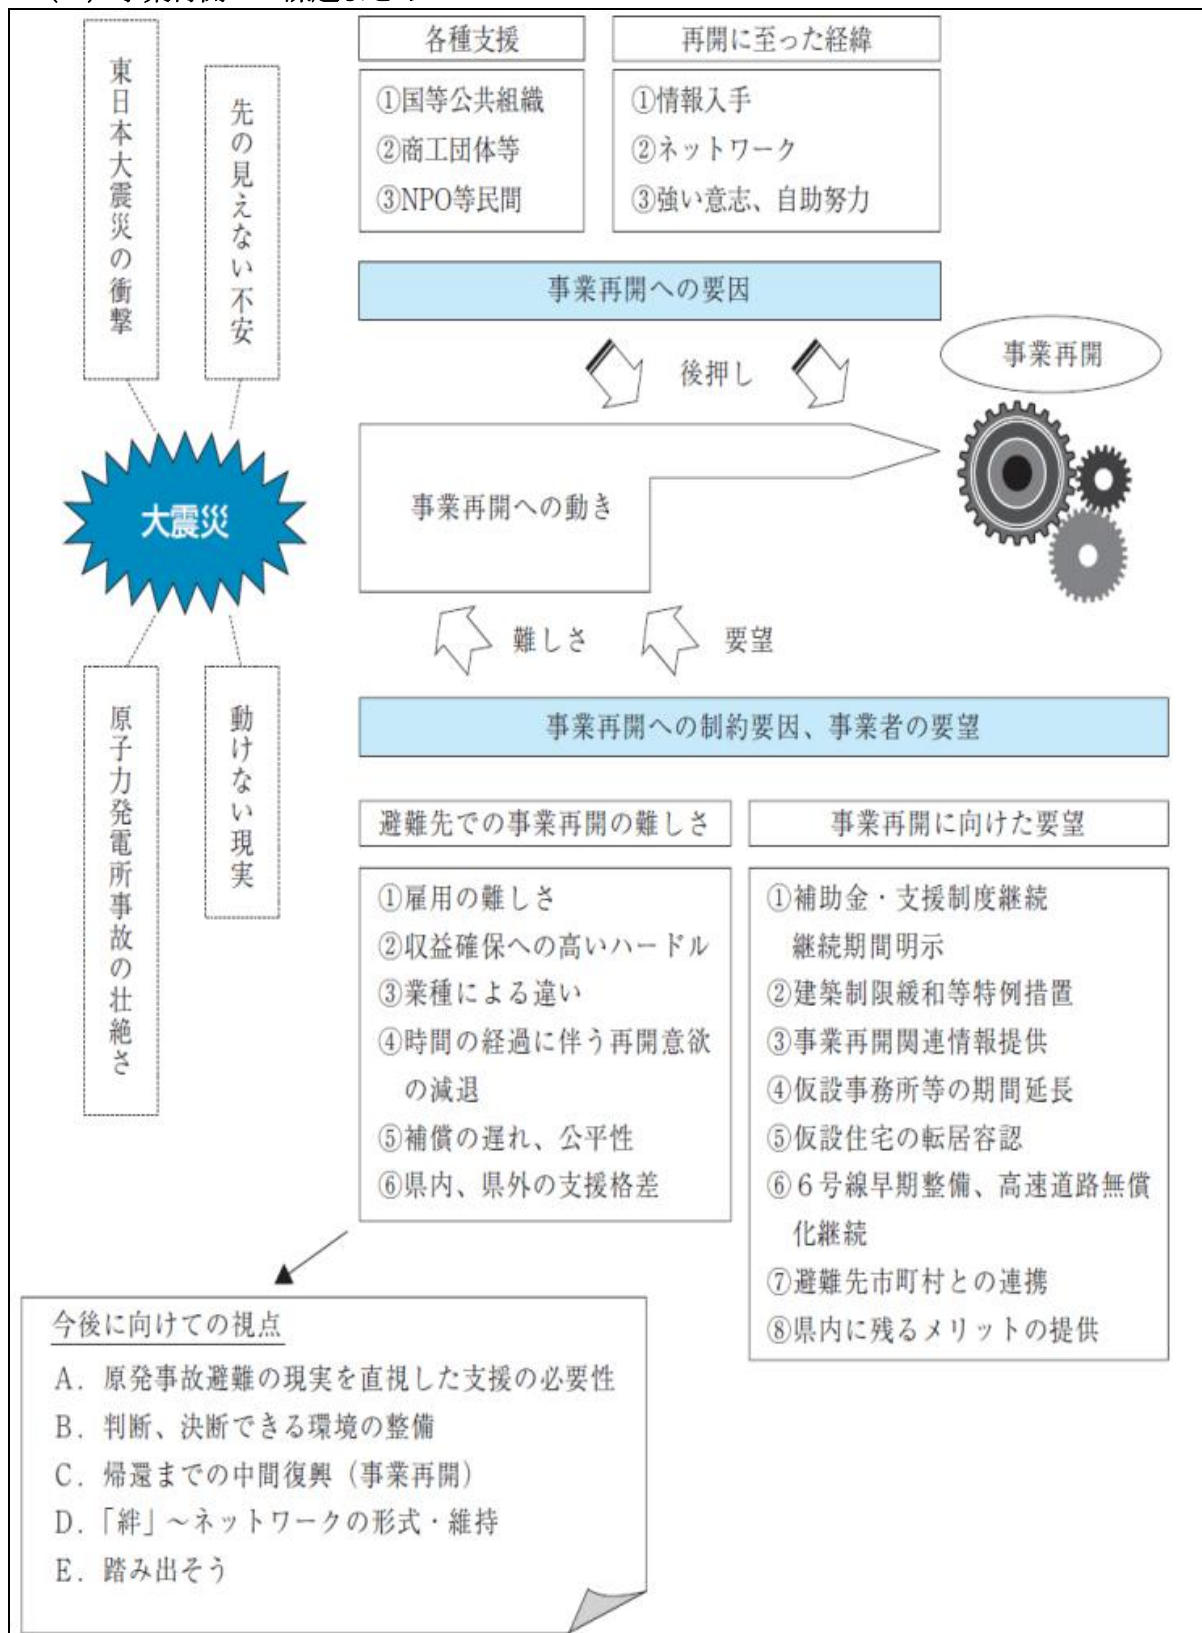 東日本大震災の衝撃
先の見えない不安
大震災
原子力発電所事故の壮絶さ
動けない現実
各種支援
①国等公共組織
②商工団体等
③NPO等民間
再開に至った経緯
①情報入手
②ネットワーク
③強い意志、自助努力
事業再開への要因
後押し
事業再開
事業再開への動き
難しさ
要望
事業再開への制約要因、事業者の要望
避難先での事業再開の難しさ
①雇用の難しさ
②収益確保への高いハードル
③業種による違い
④時間の経過に伴う再開意欲
の減退
⑤補償の遅れ、公平性
⑥県内、県外の支援格差
事業再開に向けた要望
①補助金・支援制度継続
継続期間明示
②建築制限緩和等特例措置
③事業再開関連情報提供
④仮設事務所等の期間延長
⑤仮設住宅の転居容認
⑥6号線早期整備、高速道路無償
化継続
⑦避難先市町村との連携
⑧県内に残るメリットの提供
今後に向けての視点
A．原発事故避難の現実を直視した支援の必要性
B．判断、決断できる環境の整備
C．帰還までの中間復興（事業再開）
D．「絆」～ネットワークの形式・維持
E．踏み出そう